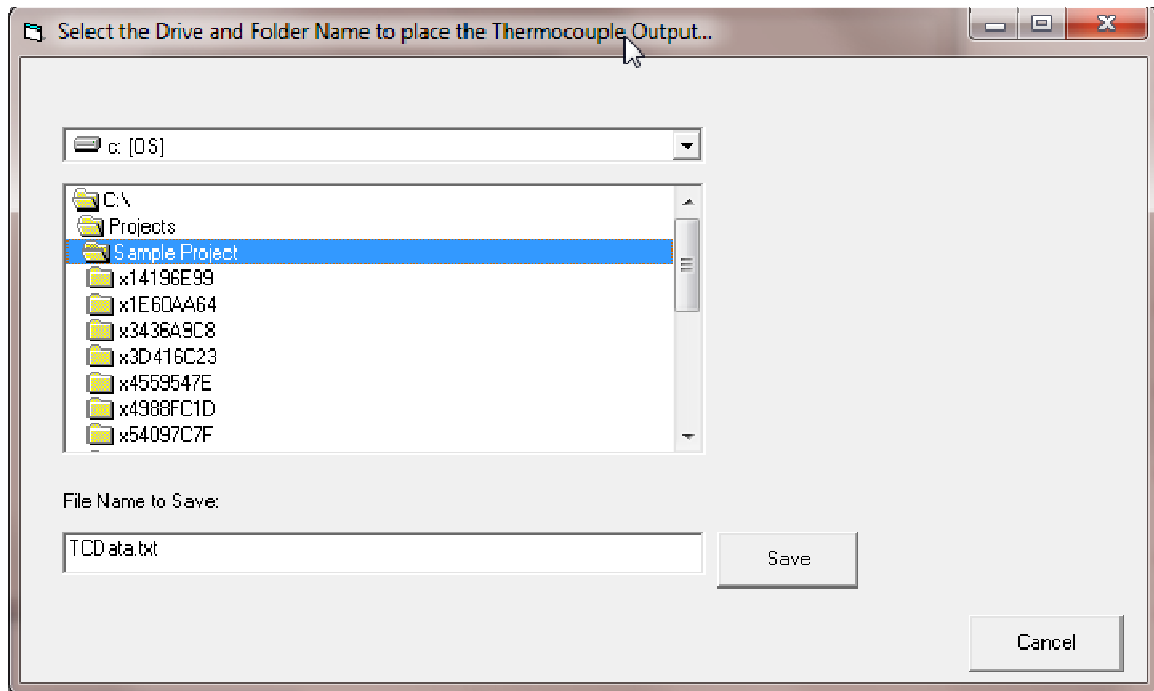 Select the Drive and Folder Name to place the Thermocouple Output...
c: [OS]
C:\
Projects
Sample Project
x14196E99
x1E60AA64
x3436A9C8
x3D416C23
x4559547E
x4988FC1D
x54097C7F
File Name to Save:
TCData.txt
Save
Cancel